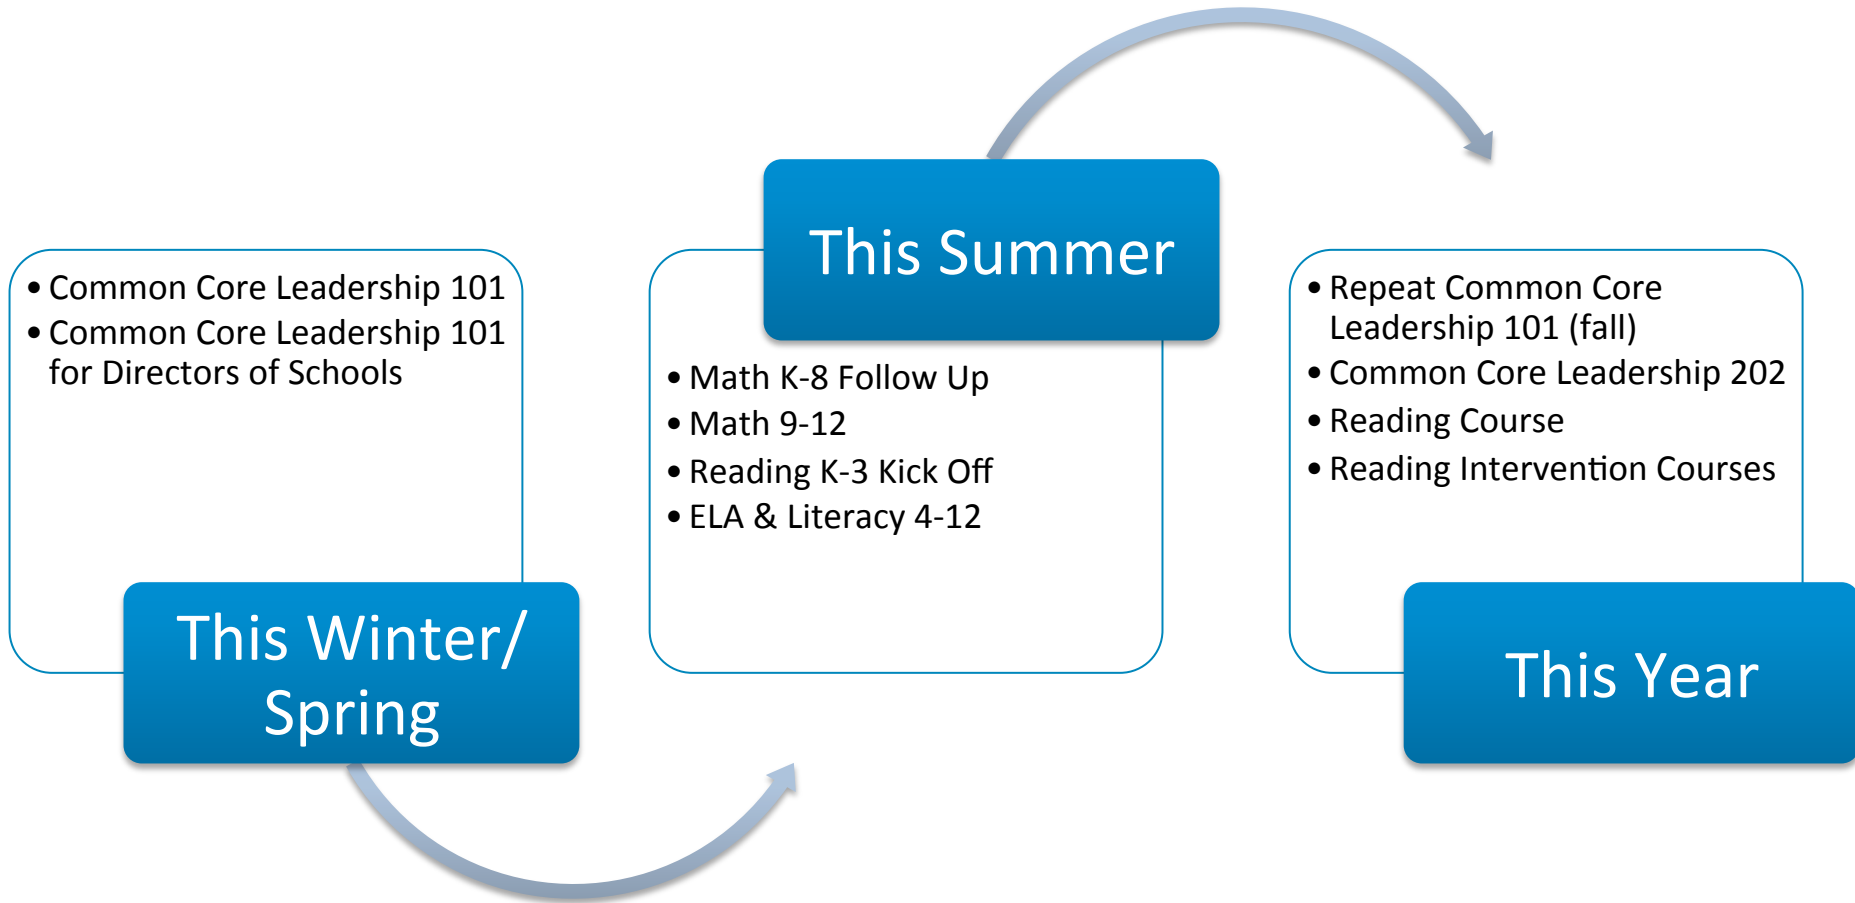 • Common Core Leadership 101
• Common Core Leadership 101
for Directors of Schools
This Winter/
Spring
This Summer
• Math K-8 Follow Up
• Math 9-12
• Reading K-3 Kick Off
• ELA & Literacy 4-12
• Repeat Common Core
Leadership 101 (fall)
• Common Core Leadership 202
• Reading Course
• Reading Intervention Courses
This Year